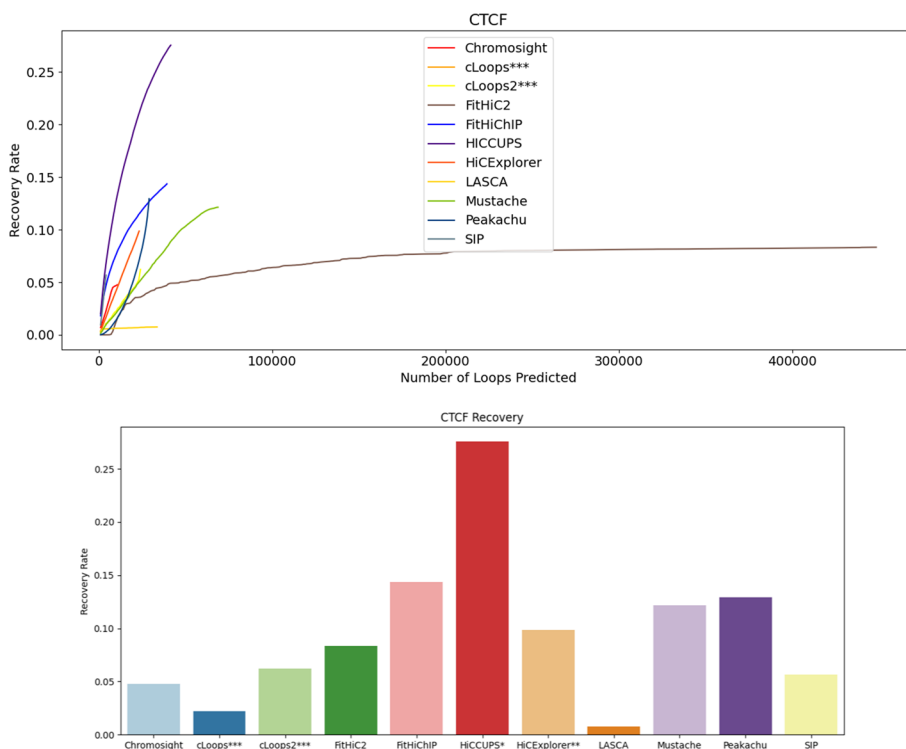 CTCF
Recovery Rate
0.25
0.20
0.15
0.10
0.05
0.00
Chromosight
cLoops***
cLoops2***
FitHiC2
FitHiChIP
HICCUPS
HiCExplorer
LASCA
Mustache
Peakachu
SIP
0 100000 200000 300000 400000
Number of Loops Predicted
CTCF Recovery
Recovery Rate
0.25
0.20
0.15
0.10
0.05
0.00
Chromosight cLoops*** cLoops2*** FitHiC2 FitHiChIP HiCCUPS* HiCExplorer** LASCA Mustache Peakachu SIP